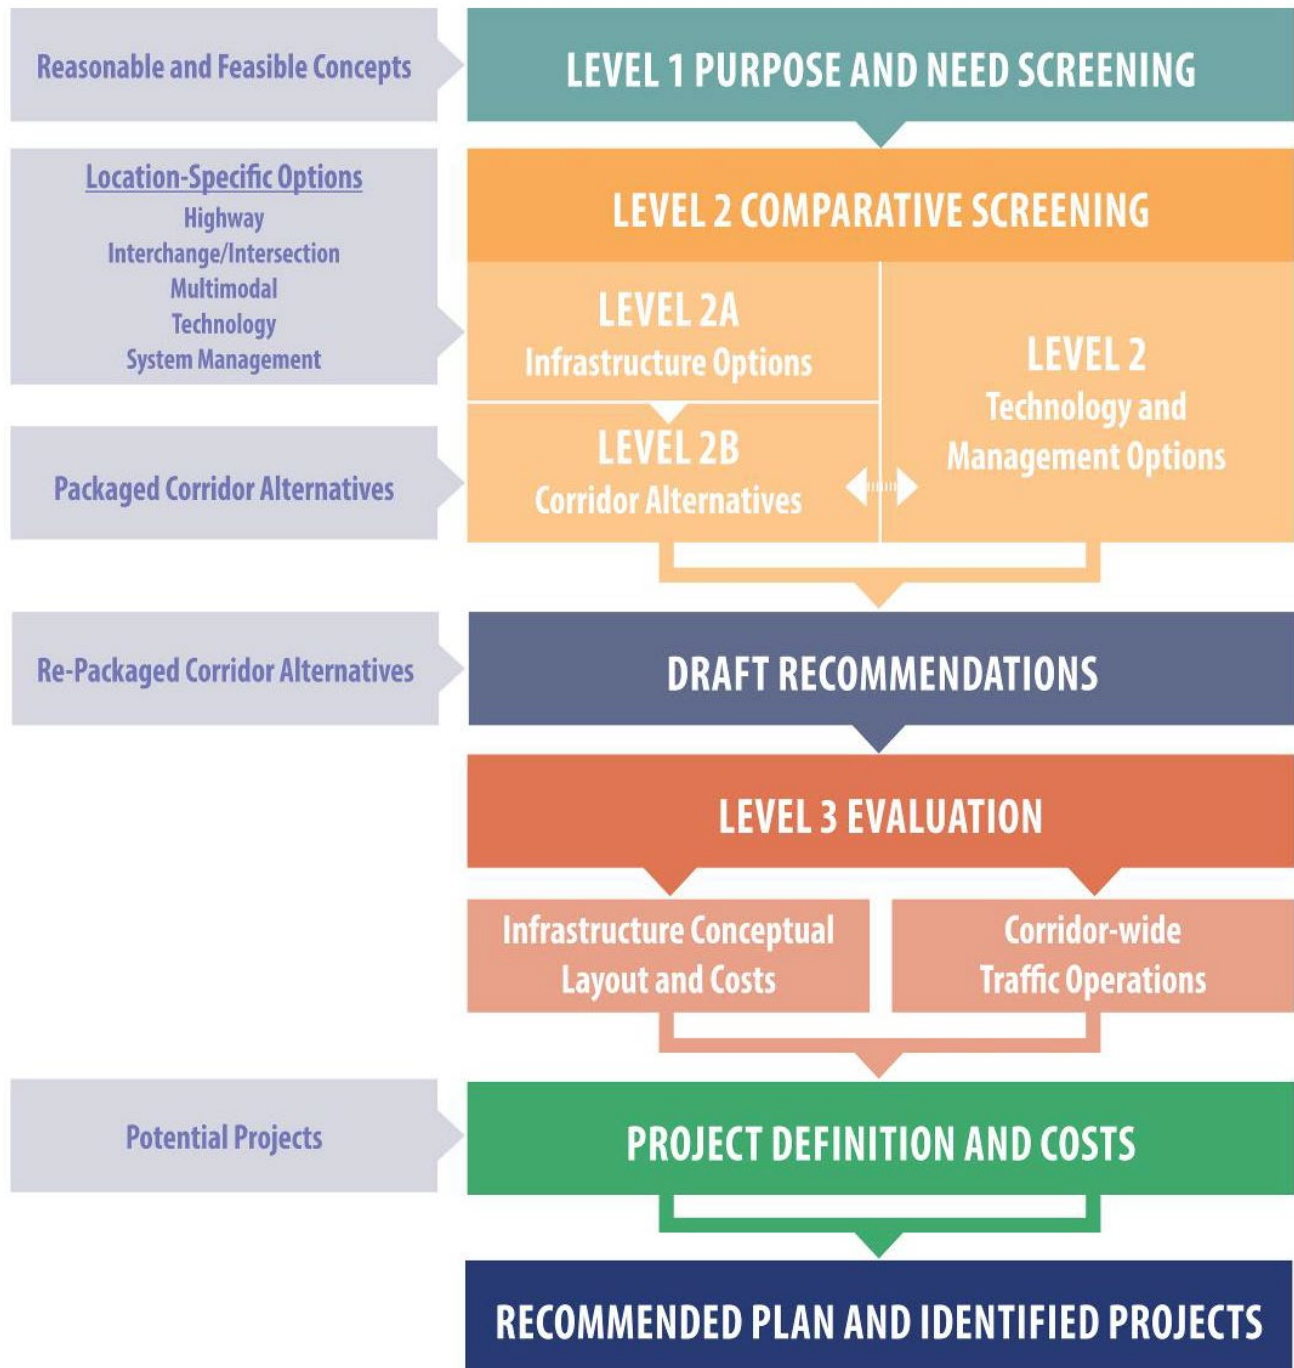 Reasonable and Feasible Concepts
LEVEL 1 PURPOSE AND NEED SCREENING
Location-Specific Options
Highway
Interchange/Intersection
Multimodal
Technology
System Management
LEVEL 2 COMPARATIVE SCREENING
LEVEL 2A
Infrastructure Options
LEVEL 2
Technology and
Management Options
Packaged Corridor Alternatives
LEVEL 2B
Corridor Alternatives
Re-Packaged Corridor Alternatives
DRAFT RECOMMENDATIONS
LEVEL 3 EVALUATION
Infrastructure Conceptual
Layout and Costs
Corridor-wide
Traffic Operations
Potential Projects
PROJECT DEFINITION AND COSTS
RECOMMENDED PLAN AND IDENTIFIED PROJECTS